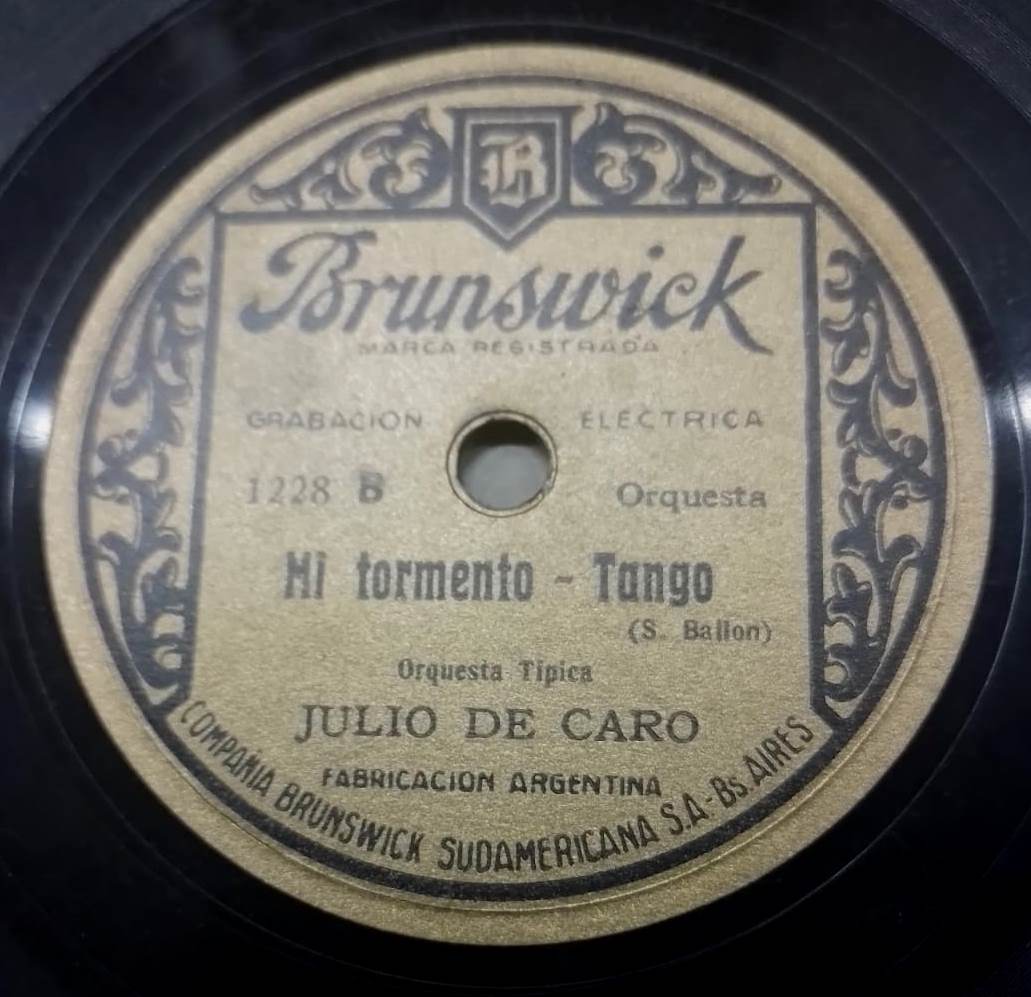 B
Brunswick
MARCA REGISTRADA
GRABACION ELECTRICA
1228 B Orquesta
Mi tormento - Tango
(S. Ballon)
Orquesta Tipica
JULIO DE CARO
FABRICACION ARGENTINA
COMPAÑIA BRUNSWICK SUDAMERICANA S.A-Bs. AIRES